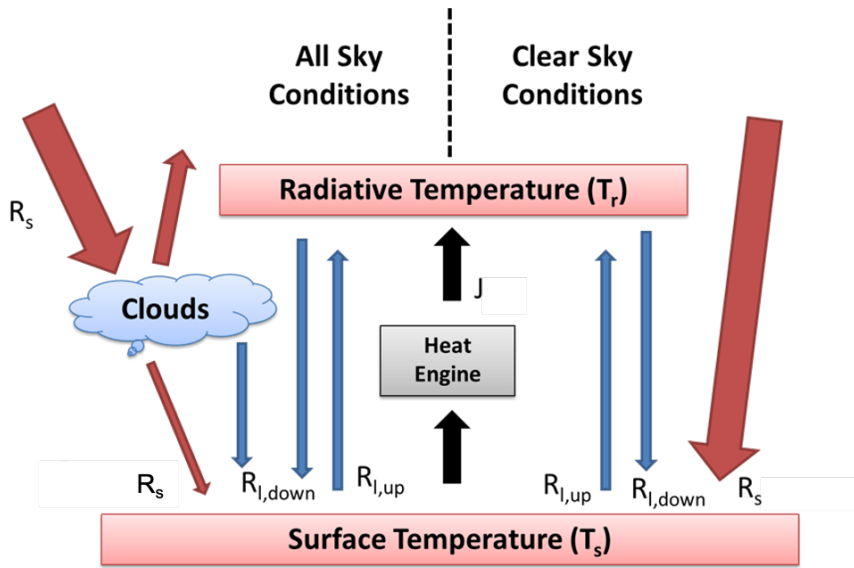 All Sky
Conditions
Clear Sky
Conditions
Radiative Temperature (Tr)
Rs
Clouds
J
Heat
Engine
Rs
Rl,down
Rl,up
Rl,up
Rl,down
Rs
Surface Temperature (Ts)